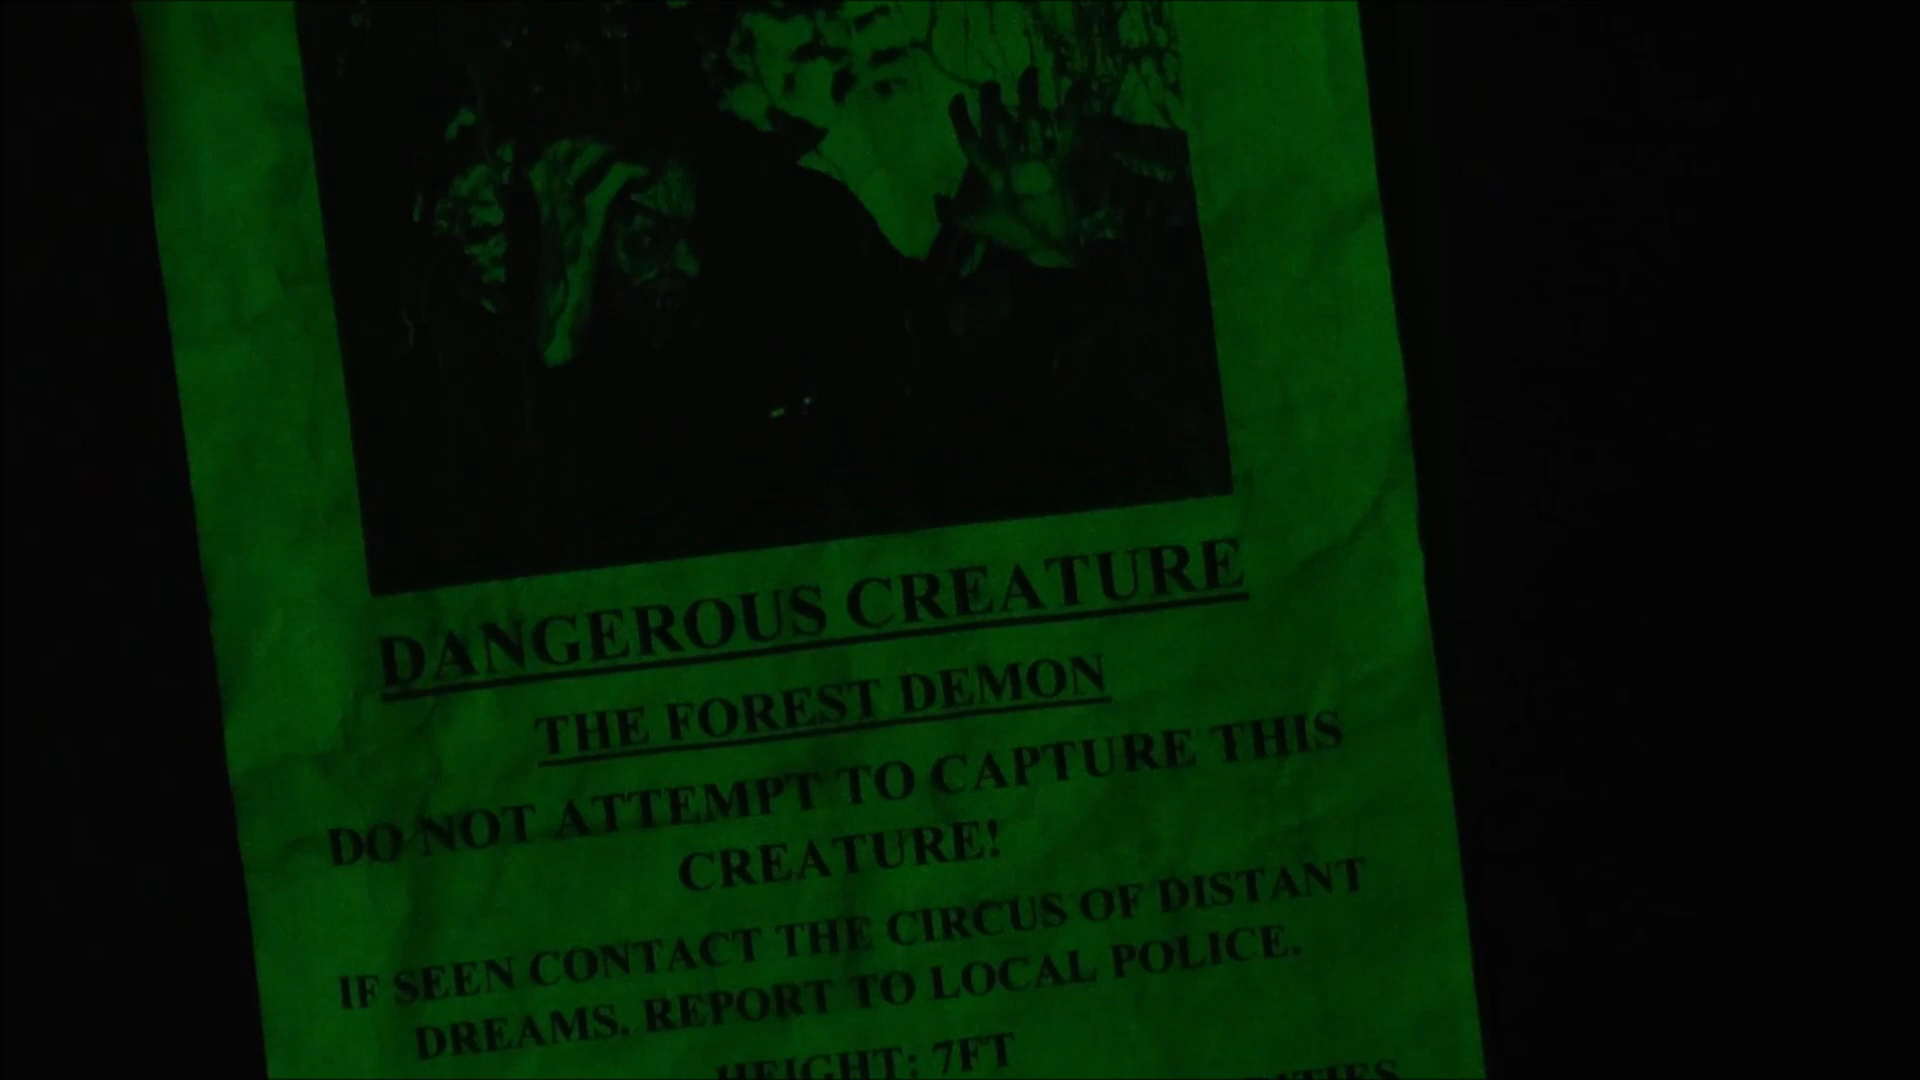 DANGEROUS CREATURE
THE FOREST DEMON
DO NOT ATTEMPT TO CAPTURE THIS
CREATURE!
IF SEEN CONTACT THE CIRCUS OF DISTANT
DREAMS. REPORT TO LOCAL POLICE.
HEIGHT: 7FT